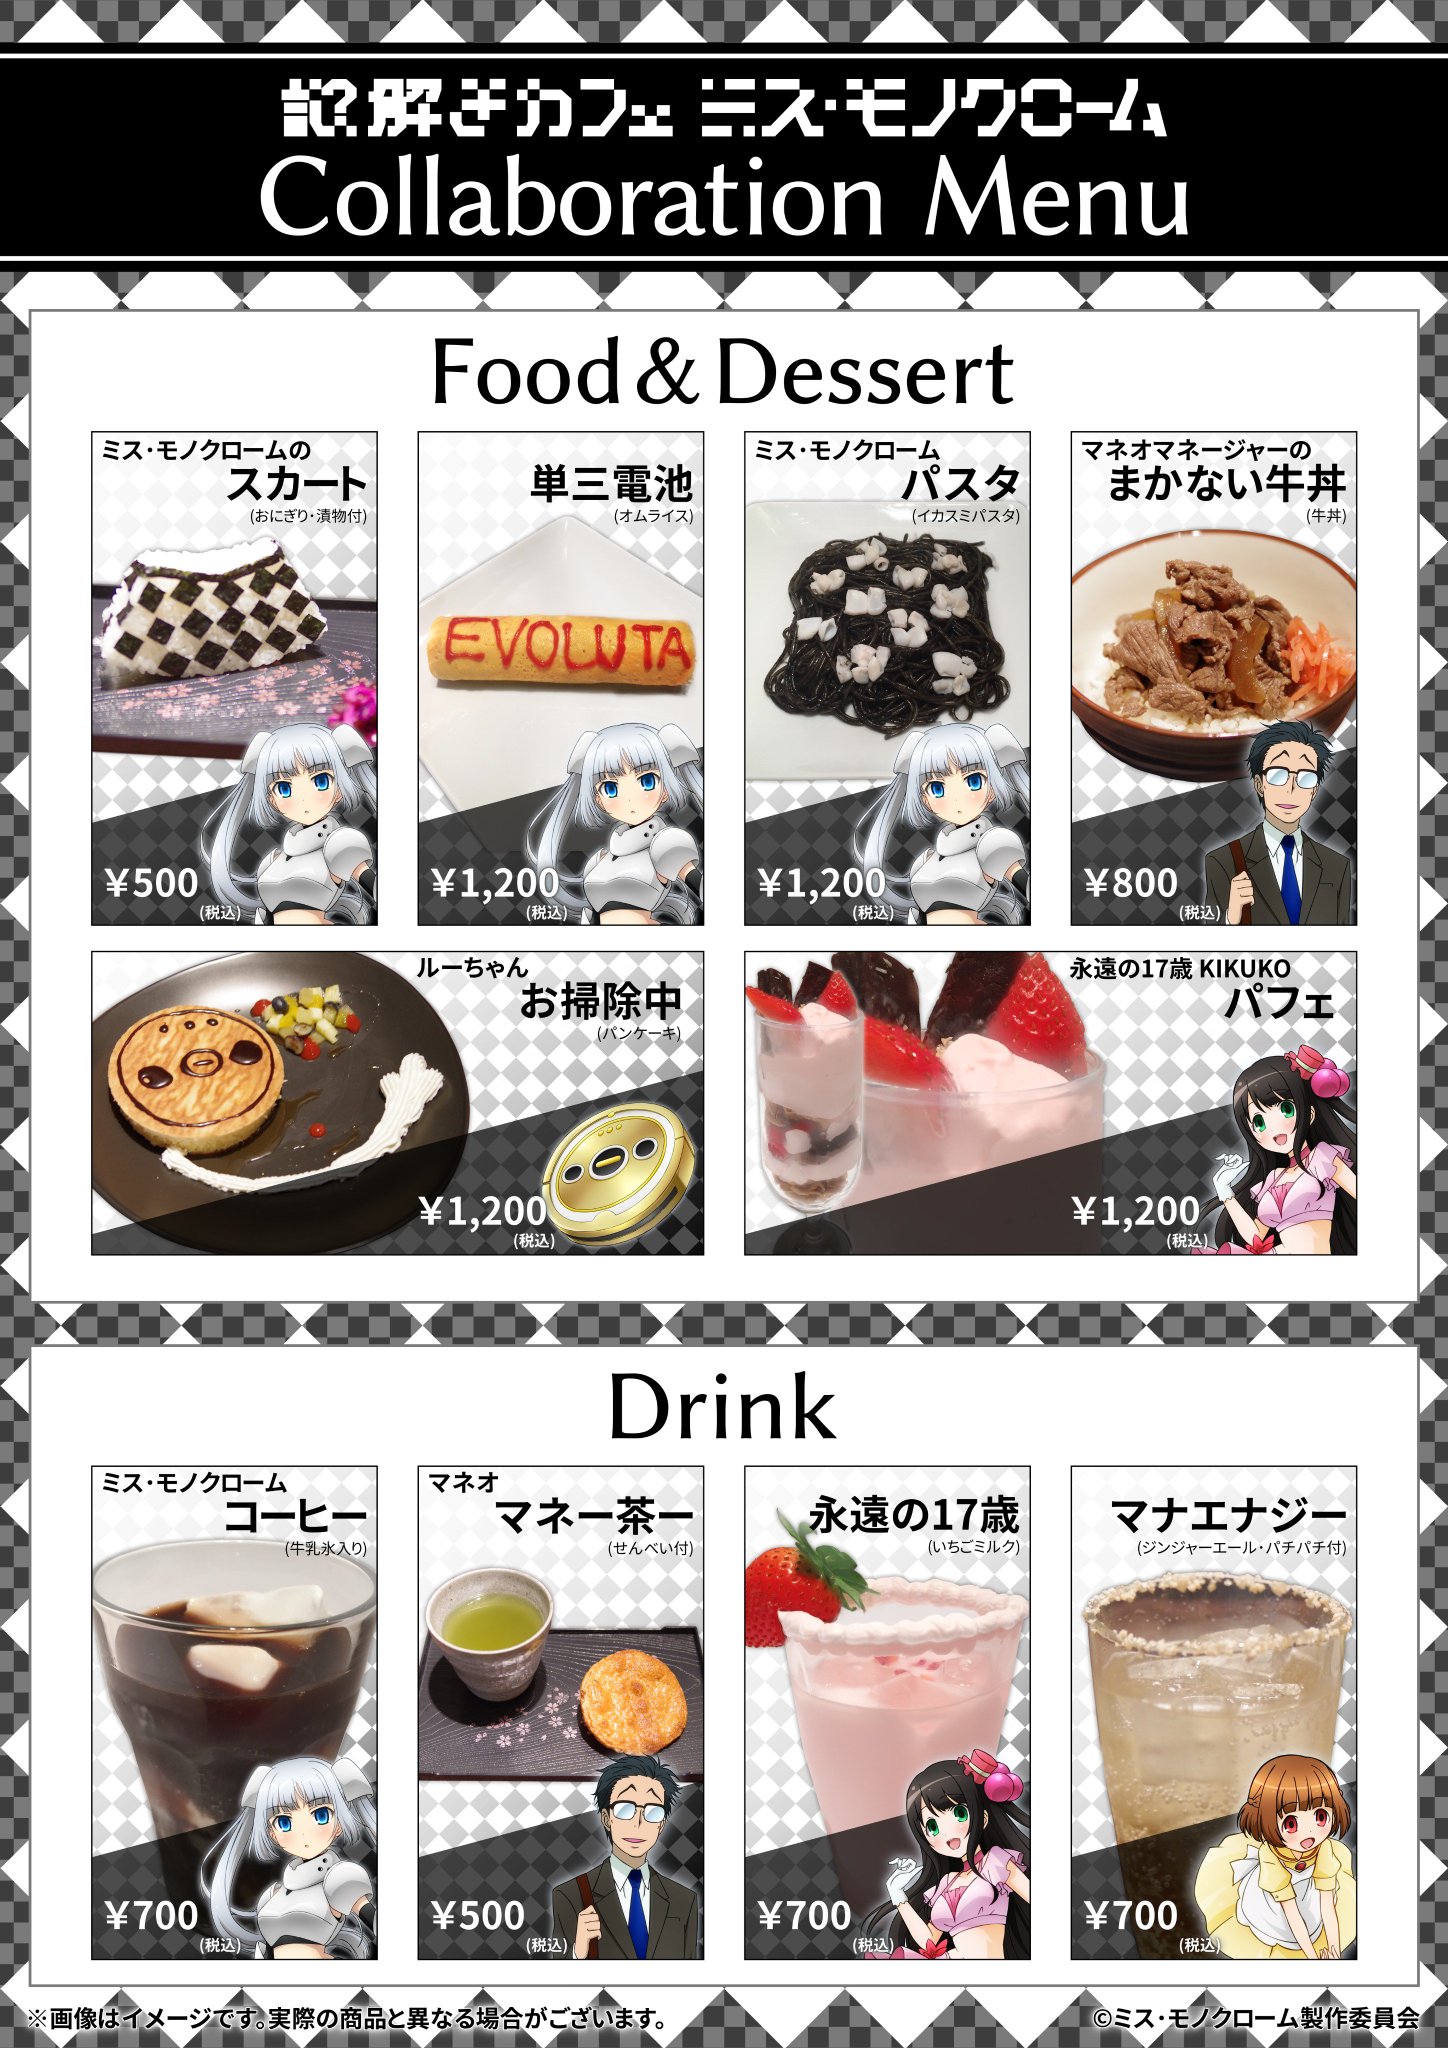 謎解きカフェ ミス・モノクローム
Collaboration Menu
Food & Dessert
ミス・モノクロームの
スカート
(おにぎり・漬物付)
¥500
(税込)
単三電池
(オムライス)
EVOLUTA
¥1,200
(税込)
ミス・モノクローム
パスタ
(イカスミパスタ)
¥1,200
(税込)
マネオマネージャーの
まかない牛丼
(牛丼)
¥800
(税込)
ルーちゃん
お掃除中
(パンケーキ)
¥1,200
(税込)
永遠の17歳 KIKUKO
パフェ
¥1,200
(税込)
Drink
ミス・モノクローム
コーヒー
(牛乳氷入り)
¥700
(税込)
マネオ
マネー茶ー
(せんべい付)
¥500
(税込)
永遠の17歳
(いちごミルク)
¥700
(税込)
マナエナジー
(ジンジャーエール・パチパチ付)
¥700
(税込)
※画像はイメージです。実際の商品と異なる場合がございます。
©ミス・モノクローム製作委員会